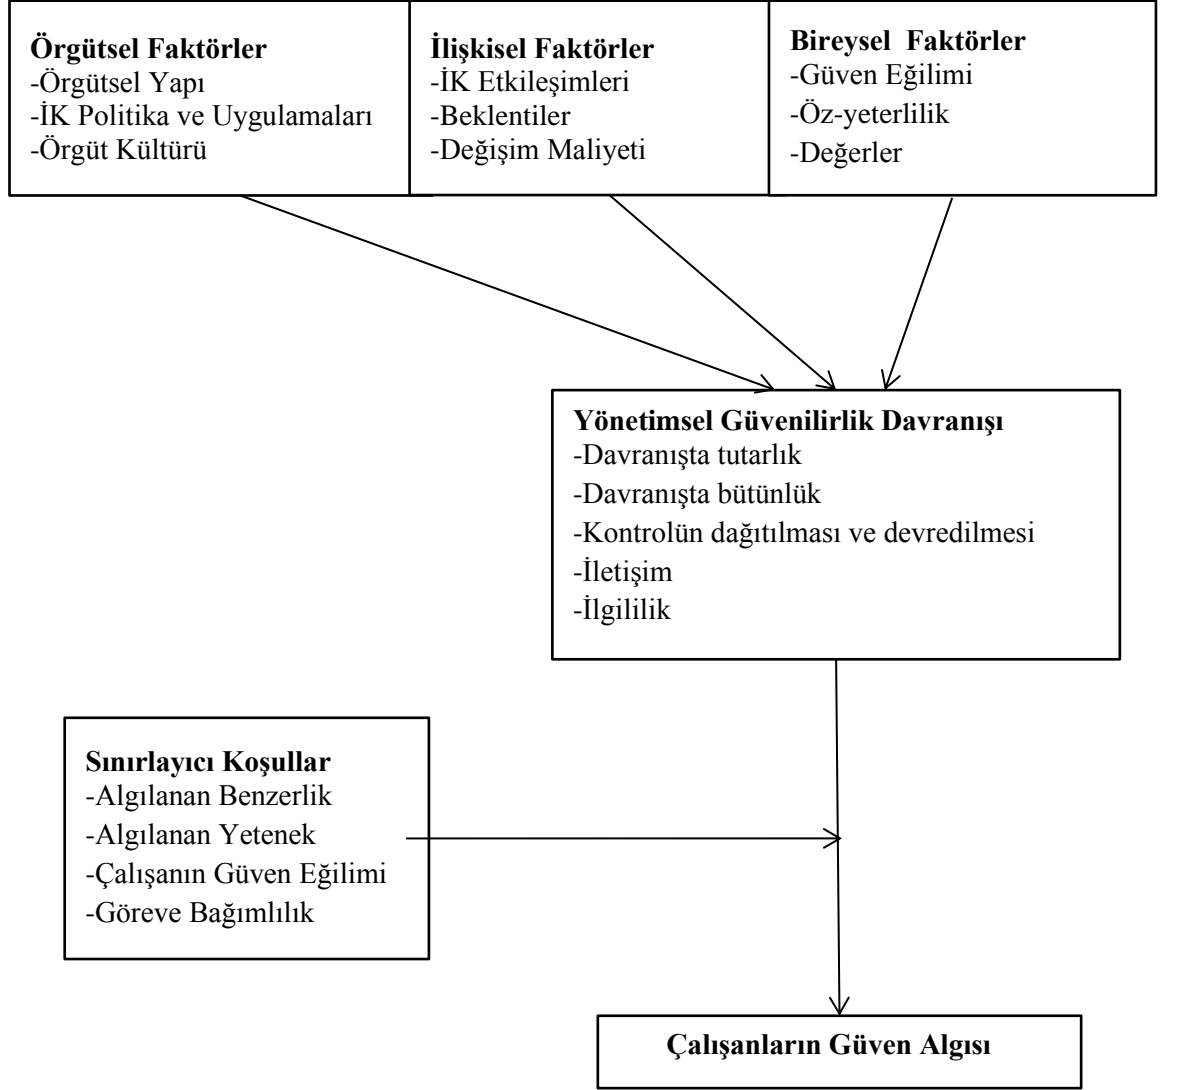 Örgütsel Faktörler
-Örgütsel Yapı
-İK Politika ve Uygulamaları
-Örgüt Kültürü
İlişkisel Faktörler
-İK Etkileşimleri
-Beklentiler
-Değişim Maliyeti
Bireysel Faktörler
-Güven Eğilimi
-Öz-yeterlilik
-Değerler
Yönetimsel Güvenilirlik Davranışı
-Davranışta tutarlık
-Davranışta bütünlük
-Kontrolün dağıtılması ve devredilmesi
-İletişim
-İlgililik
Sınırlayıcı Koşullar
-Algılanan Benzerlik
-Algılanan Yetenek
-Çalışanın Güven Eğilimi
-Göreve Bağımlılık
Çalışanların Güven Algısı